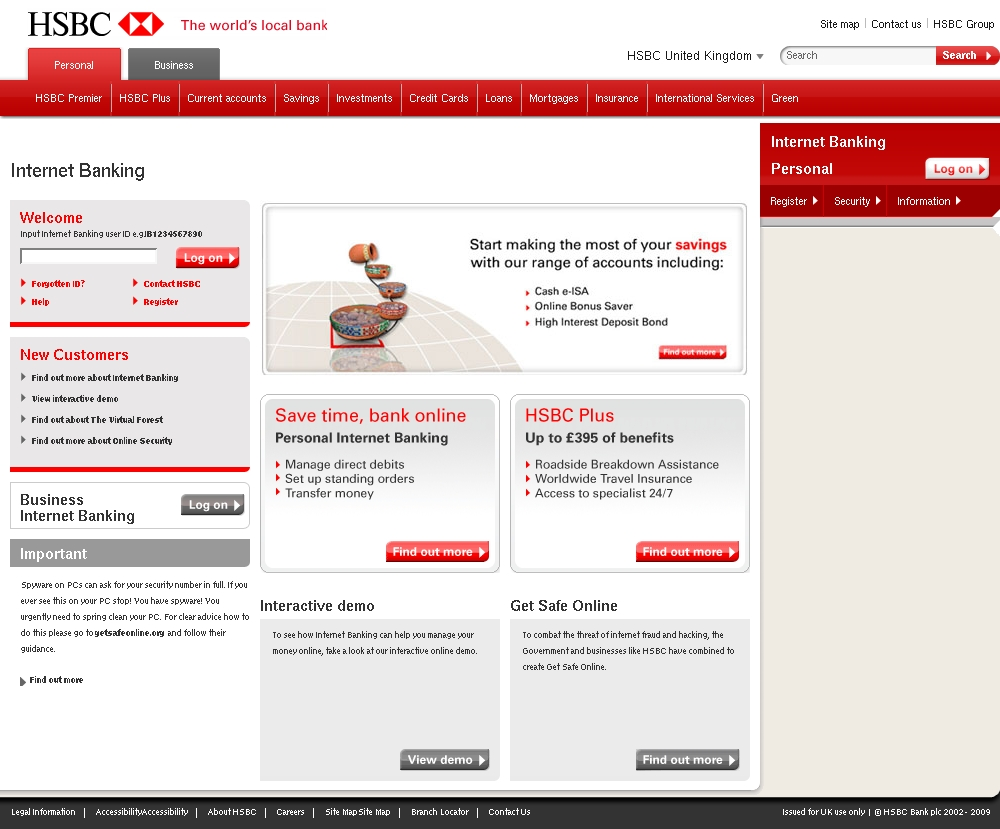 HSBC The world's local bank
Site map Contact us HSBC Group
Personal Business
HSBC United Kingdom Search Search
HSBC Premier HSBC Plus Current accounts Savings Investments Credit Cards Loans Mortgages Insurance International Services Green
Internet Banking
Personal
Log on
Register Security Information
Internet Banking
Welcome
Input Internet Banking user ID e.g.IB1234567890
Log on
Forgotten ID? Contact HSBC
Help Register
New Customers
Find out more about Internet Banking
View interactive demo
Find out about The Virtual Forest
Find out more about Online Security
Business
Internet Banking
Log on
Important
Spyware on PCs can ask for your security number in full. If you
ever see this on your PC stop! You have spyware! You
urgently need to spring clean your PC. For clear advice how to
do this please go to getsafeonline.org and follow their
guidance.
Find out more
Start making the most of your savings
with our range of accounts including:
Cash e-ISA
Online Bonus Saver
High Interest Deposit Bond
Find out more
Save time, bank online
Personal Internet Banking
Manage direct debits
Set up standing orders
Transfer money
Find out more
HSBC Plus
Up to £395 of benefits
Roadside Breakdown Assistance
Worldwide Travel Insurance
Access to specialist 24/7
Find out more
Interactive demo
To see how Internet Banking can help you manage your
money online, take a look at our interactive online demo.
View demo
Get Safe Online
To combat the threat of internet fraud and hacking, the
Government and businesses like HSBC have combined to
create Get Safe Online.
Find out more
Legal Information | AccessibilityAccessibility | About HSBC | Careers | Site MapSite Map | Branch Locator | Contact Us
Issued for UK use only | © HSBC Bank plc 2002 - 2009